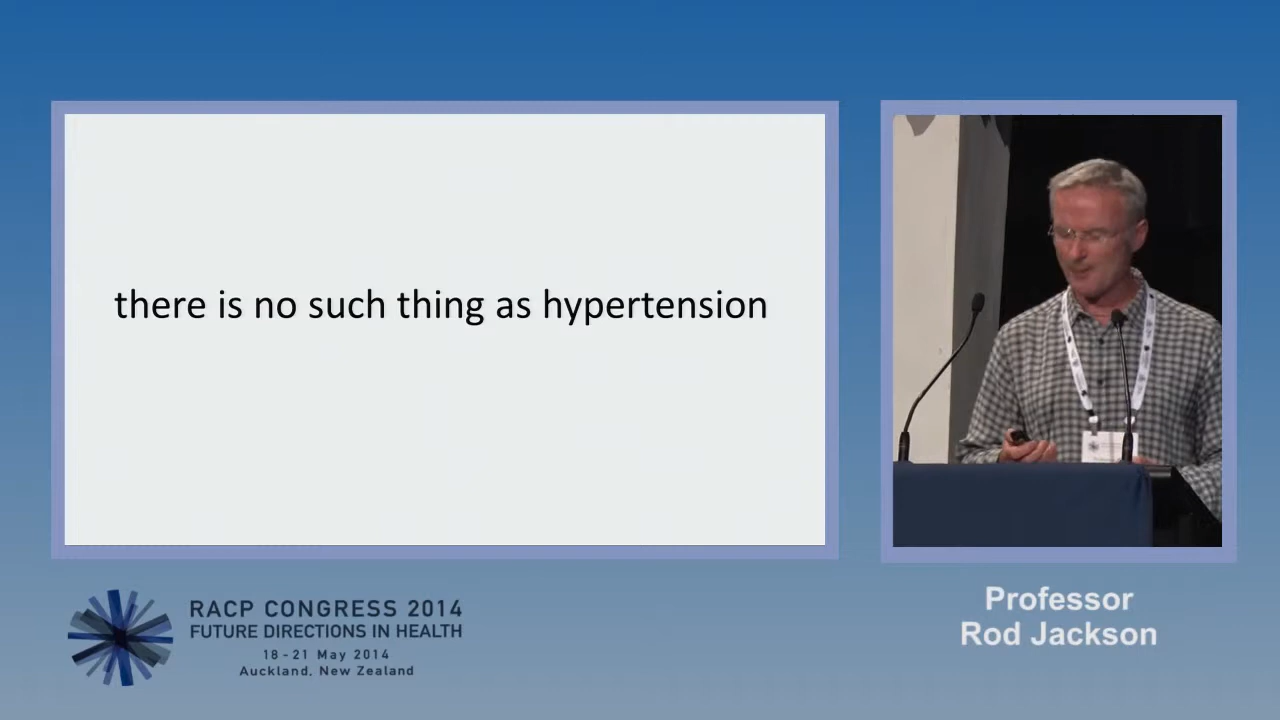 there is no such thing as hypertension
RACP CONGRESS 2014
FUTURE DIRECTIONS IN HEALTH
18 - 21 May 2014
Auckland, New Zealand
Professor
Rod Jackson